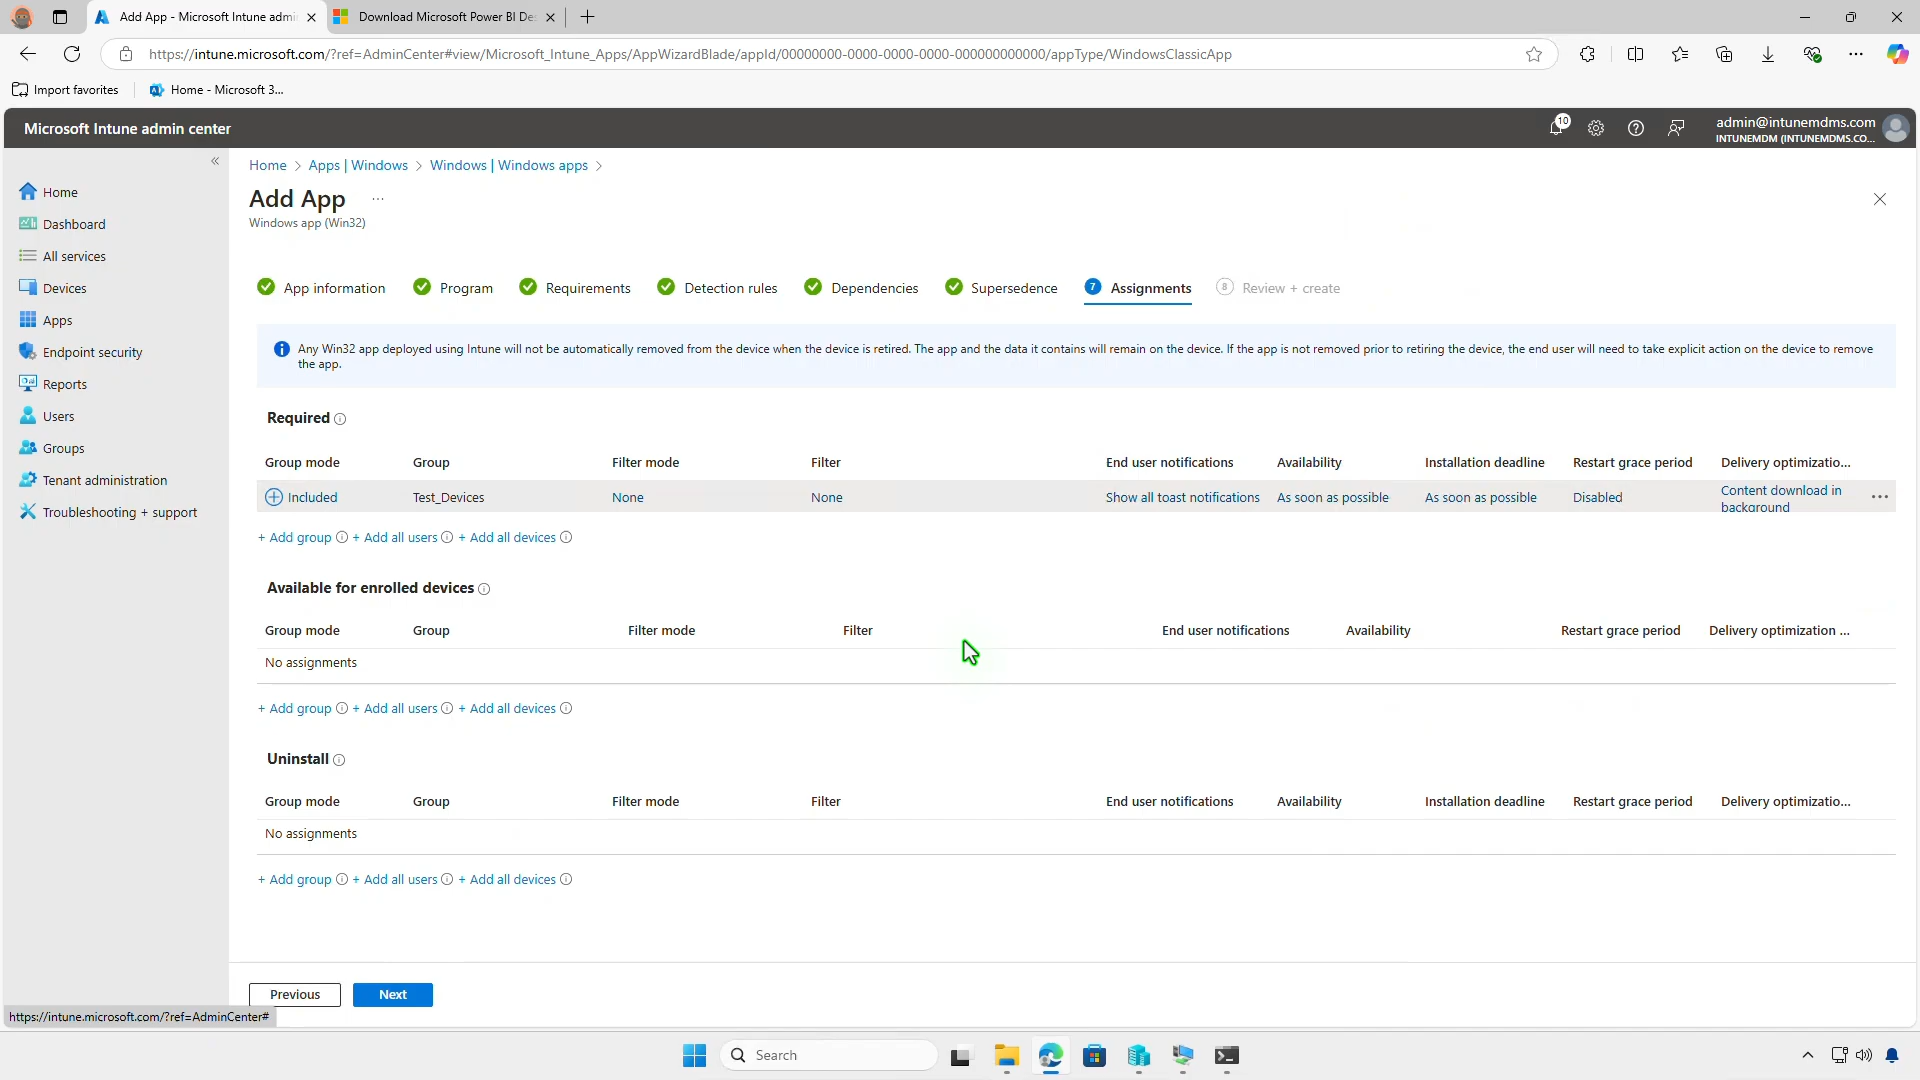 Add App - Microsoft Intune admin
Download Microsoft Power BI De
https://intune.microsoft.com/?ref=AdminCenter#view/Microsoft_Intune_Apps/AppWizardBlade/appId/00000000-0000-0000-0000-000000000000/appType/WindowsClassicApp
Import favorites
Home - Microsoft 3...
Microsoft Intune admin center
10
admin@intunemdms.com
INTUNEMDM (INTUNEMDMS.CO...
Home
Dashboard
All services
Devices
Apps
Endpoint security
Reports
Users
Groups
Tenant administration
Troubleshooting + support
Home > Apps | Windows > Windows | Windows apps >
Add App ...
Windows app (Win32)
App information
Program
Requirements
Detection rules
Dependencies
Supersedence
7 Assignments
8 Review + create
Any Win32 app deployed using Intune will not be automatically removed from the device when the device is retired. The app and the data it contains will remain on the device. If the app is not removed prior to retiring the device, the end user will need to take explicit action on the device to remove
the app.
Required
Group mode Group Filter mode Filter End user notifications Availability Installation deadline Restart grace period Delivery optimizatio...
Included Test_Devices None None Show all toast notifications As soon as possible As soon as possible Disabled Content download in
background
+ Add group + Add all users + Add all devices
Available for enrolled devices
Group mode Group Filter mode Filter End user notifications Availability Restart grace period Delivery optimization ...
No assignments
+ Add group + Add all users + Add all devices
Uninstall
Group mode Group Filter mode Filter End user notifications Availability Installation deadline Restart grace period Delivery optimizatio...
No assignments
+ Add group + Add all users + Add all devices
Previous
Next
https://intune.microsoft.com/?ref=AdminCenter#
Search